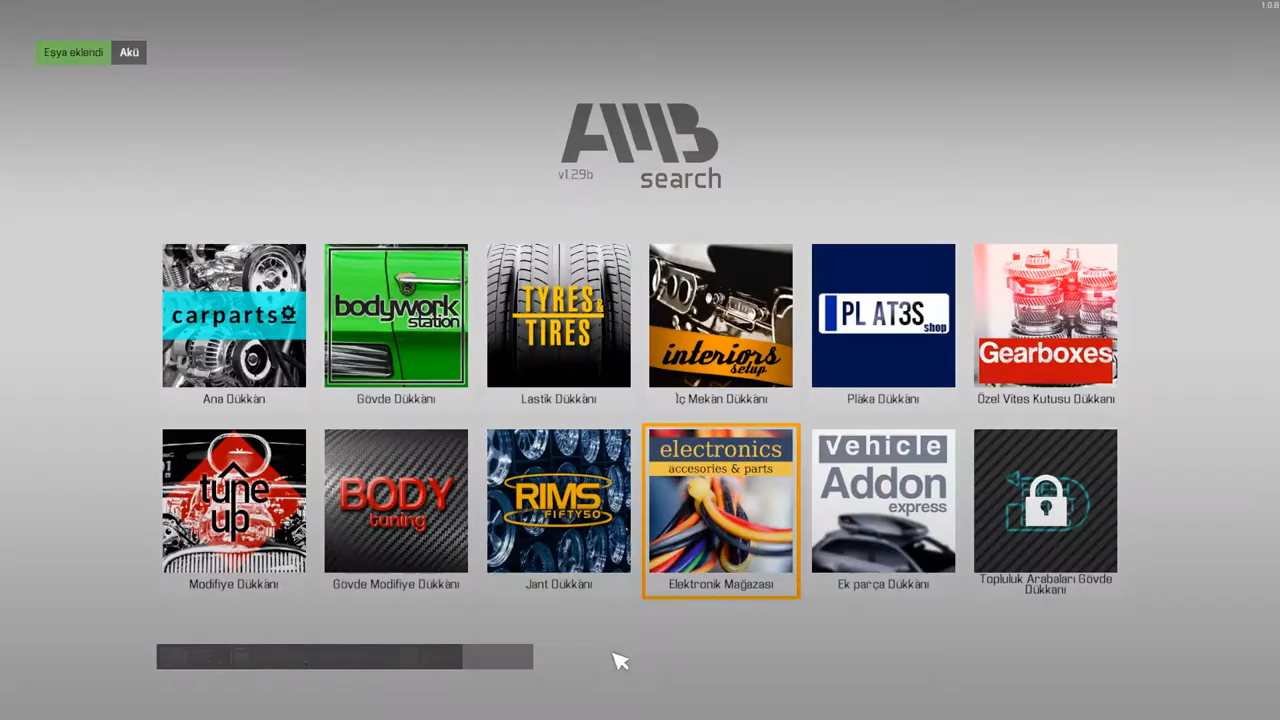 1.0.8
Eşya eklendi Akü
AMB
v1.29b
search
carparts
bodywork
station
TYRES&
TIRES
interiors
setup
PL AT3S
shop
Gearboxes
Ana Dükkân
Gövde Dükkânı
Lastik Dükkânı
İç Mekân Dükkânı
Plâka Dükkânı
Özel Vites Kutusu Dükkanı
tune
up
BODY
tuning
RIMS
FIFTY50
electronics
accesories & parts
vehicle
Addon
express
Modifiye Dükkânı
Gövde Modifiye Dükkânı
Jant Dükkânı
Elektronik Mağazası
Ek parça Dükkânı
Topluluk Arabaları Gövde
Dükkanı